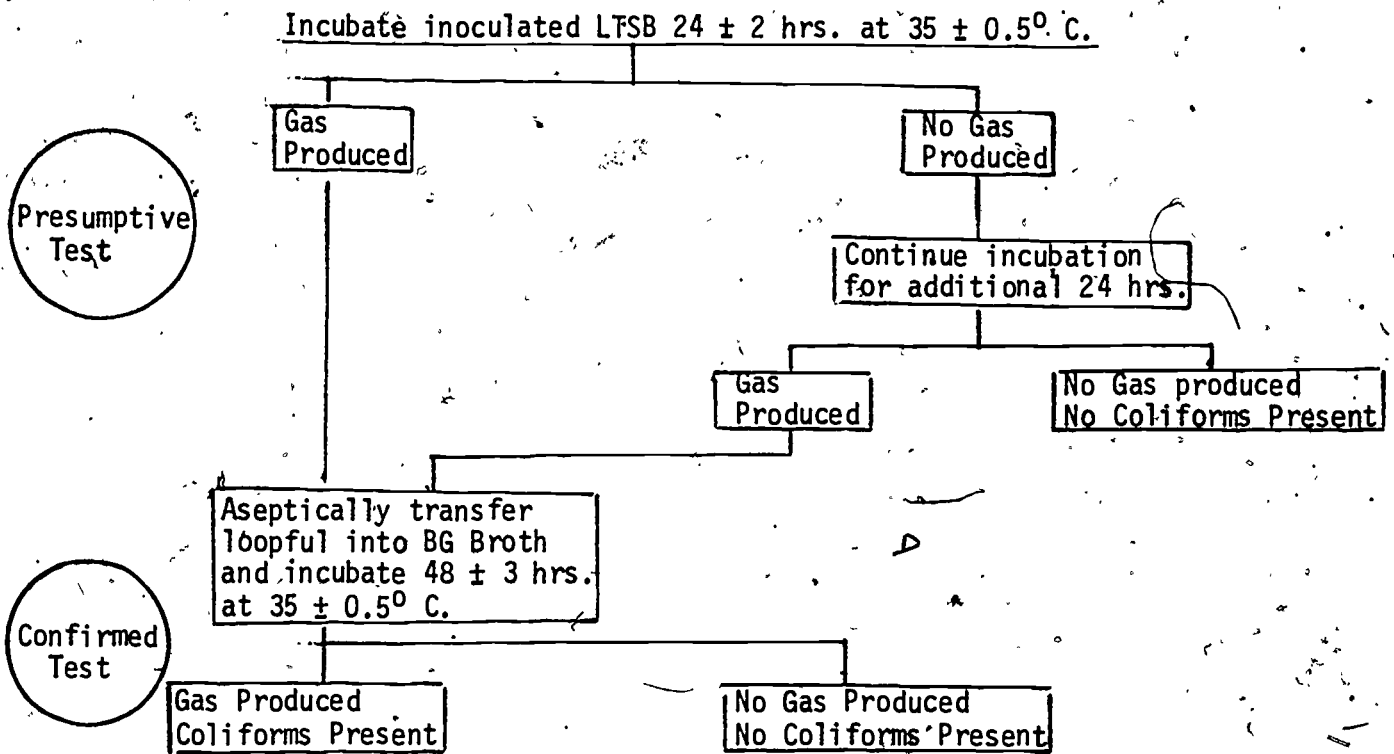 Incubate inoculated LTSB 24 ± 2 hrs. at 35 ± 0.5⁰ C.
Gas
Produced
No Gas
Produced
Presumptive
Test
Continue incubation
for additional 24 hrs.
Gas
Produced
No Gas produced
No Coliforms Present
Aseptically transfer
loopful into BG Broth
and incubate 48 ± 3 hrs.
at 35 ± 0.5⁰ C.
Confirmed
Test
Gas Produced
Coliforms Present
No Gas Produced
No Coliforms Present